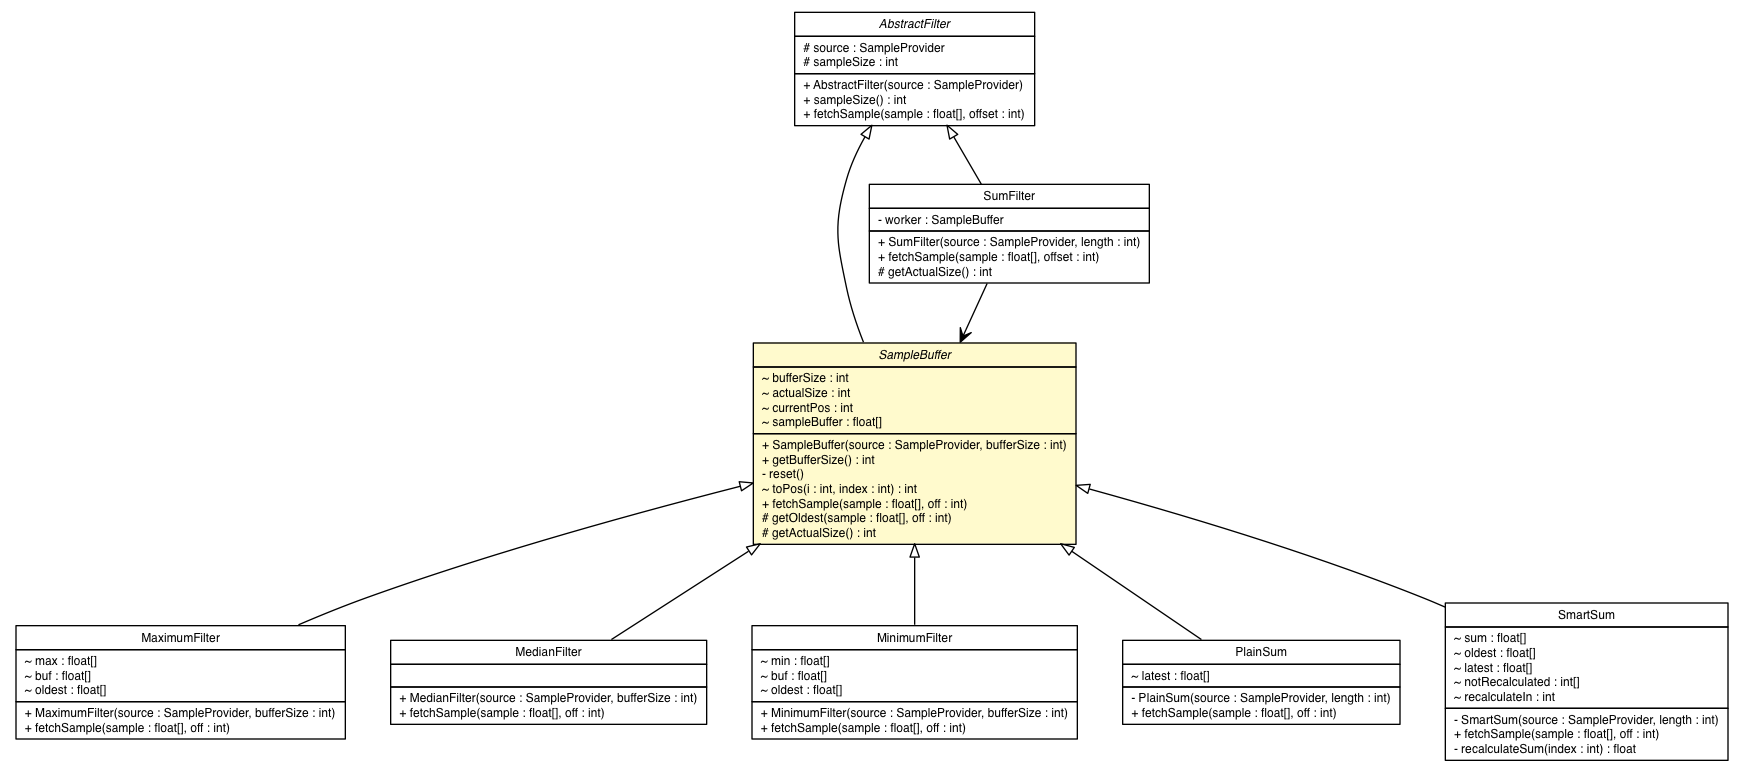 AbstractFilter
# source : SampleProvider
# sampleSize : int
+ AbstractFilter(source : SampleProvider)
+ sampleSize() : int
+ fetchSample(sample : float[], offset : int)
SumFilter
- worker : SampleBuffer
+ SumFilter(source : SampleProvider, length : int)
+ fetchSample(sample : float[], offset : int)
# getActualSize() : int
SampleBuffer
~ bufferSize : int
~ actualSize : int
~ currentPos : int
~ sampleBuffer : float[]
+ SampleBuffer(source : SampleProvider, bufferSize : int)
+ getBufferSize() : int
- reset()
~ toPos(i : int, index : int) : int
+ fetchSample(sample : float[], off : int)
# getOldest(sample : float[], off : int)
# getActualSize() : int
MaximumFilter
~ max : float[]
~ buf : float[]
~ oldest : float[]
+ MaximumFilter(source : SampleProvider, bufferSize : int)
+ fetchSample(sample : float[], off : int)
MedianFilter
+ MedianFilter(source : SampleProvider, bufferSize : int)
+ fetchSample(sample : float[], off : int)
MinimumFilter
~ min : float[]
~ buf : float[]
~ oldest : float[]
+ MinimumFilter(source : SampleProvider, bufferSize : int)
+ fetchSample(sample : float[], off : int)
PlainSum
~ latest : float[]
- PlainSum(source : SampleProvider, length : int)
+ fetchSample(sample : float[], off : int)
SmartSum
~ sum : float[]
~ oldest : float[]
~ latest : float[]
~ notRecalculated : int[]
~ recalculateIn : int
- SmartSum(source : SampleProvider, length : int)
+ fetchSample(sample : float[], off : int)
- recalculateSum(index : int) : float